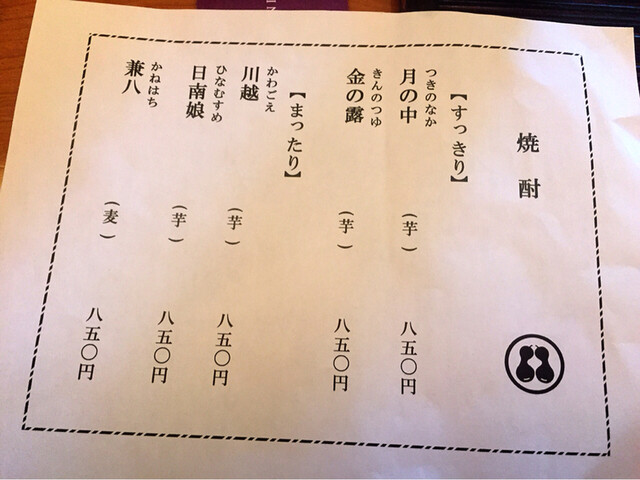 焼酎
【すっきり】
つきのなか
月の中 (芋) 八五〇円
きんのつゆ
金の露 (芋) 八五〇円
【まったり】
かわごえ
川越 (芋) 八五〇円
ひなむすめ
日南娘 (芋) 八五〇円
かねはち
兼八 (麦) 八五〇円